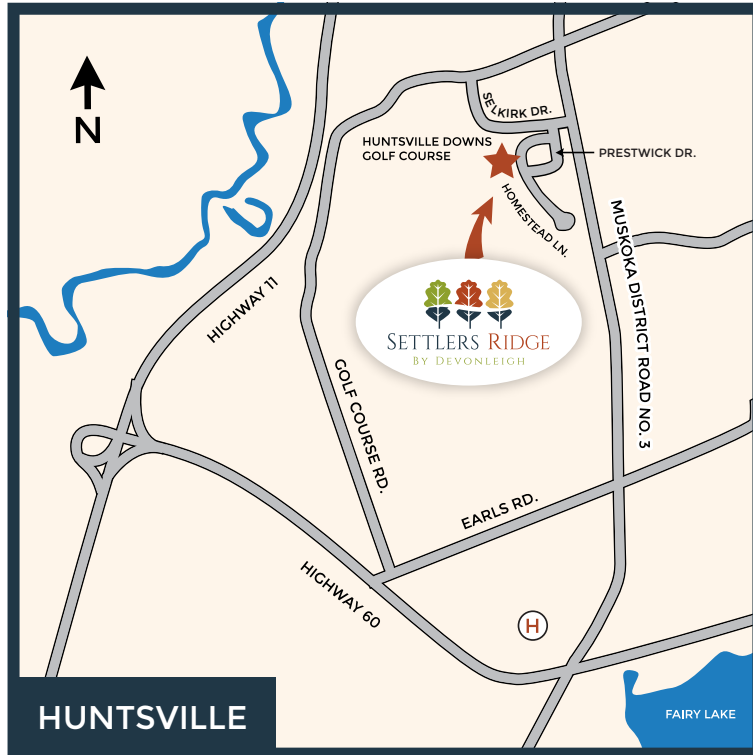 N
SELKIRK DR.
HUNTSVILLE DOWNS
GOLF COURSE
PRESTWICK DR.
HOMESTEAD LN.
MUSKOKA DISTRICT ROAD NO. 3
HIGHWAY 11
SETTLERS RIDGE
BY DEVONLEIGH
GOLF COURSE RD.
EARLS RD.
HIGHWAY 60
H
HUNTSVILLE
FAIRY LAKE